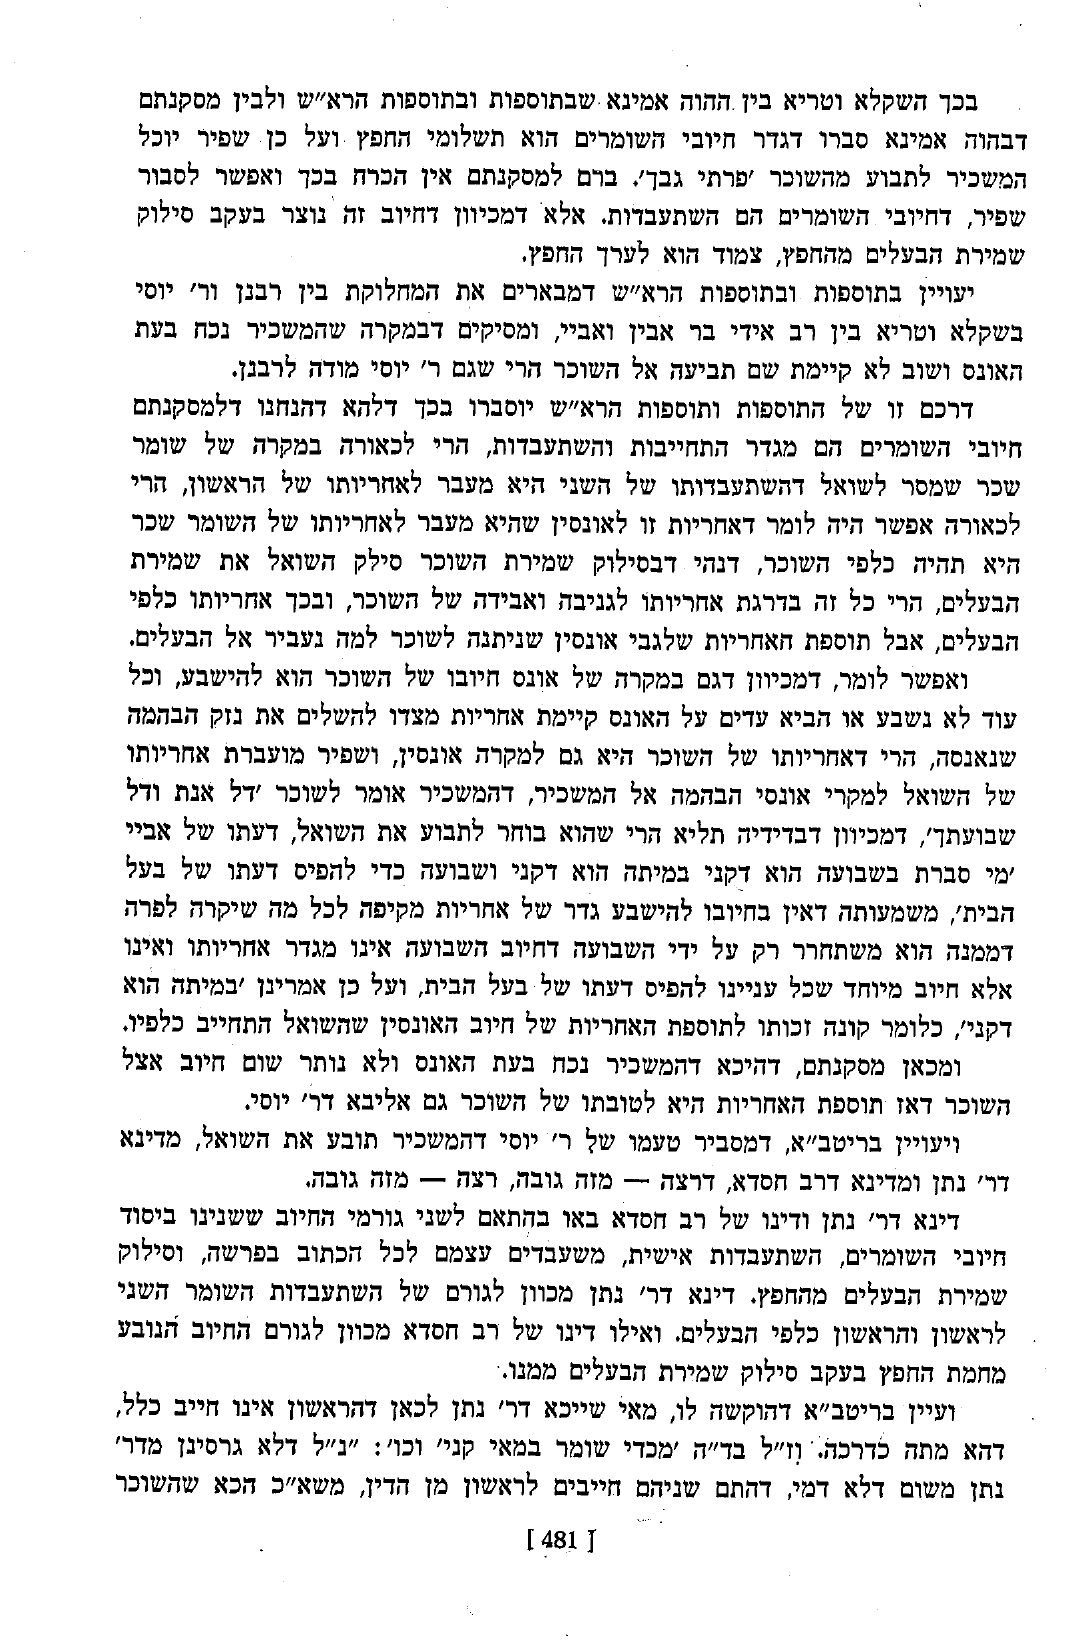 בכך השקלא וטריא בין ההוה אמינא שבתוספות ובתוספות הרא״ש ולבין מסקנתם
דבהוה אמינא סברו דגדר חיובי השומרים הוא תשלומי החפץ ועל כן שפיר יוכל
המשכיר לתבוע מהשוכר ׳פרתי גבך׳. ברם למסקנתם אין הכרח בכך ואפשר לסבור
שפיר, דחיובי השומרים הם השתעבדות. אלא דמכיוון דחיוב זה נוצר בעקב סילוק
שמירת הבעלים מהחפץ, צמוד הוא לערך החפץ.
יעויין בתוספות ובתוספות הרא״ש דמבארים את המחלוקת בין רבנן ור׳ יוסי
בשקלא וטריא בין רב אידי בר אבין ואביי, ומסיקים דבמקרה שהמשכיר נכח בעת
האונס ושוב לא קיימת שם תביעה אל השוכר הרי שגם ר׳ יוסי מודה לרבנן.
דרכם זו של התוספות ותוספות הרא״ש יוסברו בכך דלהא דהנחנו דלמסקנתם
חיובי השומרים הם מגדר התחייבות והשתעבדות, הרי לכאורה במקרה של שומר
שכר שמסר לשואל דהשתעבדותו של השני היא מעבר לאחריותו של הראשון, הרי
לכאורה אפשר היה לומר דאחריות זו לאונסין שהיא מעבר לאחריותו של השומר שכר
היא תהיה כלפי השוכר, דנהי דבסילוק שמירת השוכר סילק השואל את שמירת
הבעלים, הרי כל זה בדרגת אחריותו לגניבה ואבידה של השוכר, ובכך אחריותו כלפי
הבעלים, אבל תוספת האחריות שלגבי אונסין שניתנה לשוכר למה נעביר אל הבעלים.
ואפשר לומר, דמכיוון דגם במקרה של אונס חיובו של השוכר הוא להישבע, וכל
עוד לא נשבע או הביא עדים על האונס קיימת אחריות מצדו להשלים את נזק הבהמה
שנאנסה, הרי דאחריותו של השוכר היא גם למקרה אונסין, ושפיר מועברת אחריותו
של השואל למקרי אונסי הבהמה אל המשכיר, דהמשכיר אומר לשוכר ׳דל אנת ודל
שבועתך׳, דמכיוון דבדידיה תליא הרי שהוא בוחר לתבוע את השואל, דעתו של אביי
׳מי סברת בשבועה הוא דקני במיתה הוא דקני ושבועה כדי להפיס דעתו של בעל
הבית׳, משמעותה דאין בחיובו להישבע גדר של אחריות מקיפה לכל מה שיקרה לפרה
דממנה הוא משתחרר רק על ידי השבועה דחיוב השבועה אינו מגדר אחריותו ואינו
אלא חיוב מיוחד שכל עניינו להפיס דעתו של בעל הבית, ועל כן אמרינן ׳במיתה הוא
דקני׳, כלומר קונה זכותו לתוספת האחריות של חיוב האונסין שהשואל התחייב כלפיו.
ומכאן מסקנתם, דהיכא דהמשכיר נכח בעת האונס ולא נותר שום חיוב אצל
השוכר דאז תוספת האחריות היא לטובתו של השוכר גם אליבא דר׳ יוסי.
ויעויין בריטב״א, דמסביר טעמו של ר׳ יוסי דהמשכיר תובע את השואל, מדינא
דר׳ נתן ומדינא דרב חסדא, דרצה — מזה גובה, רצה — מזה גובה.
דינא דר׳ נתן ודינו של רב חסדא באו בהתאם לשני גורמי החיוב ששנינו ביסוד
חיובי השומרים, השתעבדות אישית, משעבדים עצמם לכל הכתוב בפרשה, וסילוק
שמירת הבעלים מהחפץ. דינא דר׳ נתן מכוון לגורם של השתעבדות השומר השני
לראשון והראשון כלפי הבעלים. ואילו דינו של רב חסדא מכוון לגורם החיוב הנובע
מחמת החפץ בעקב סילוק שמירת הבעלים ממנו.
ועיין בריטב״א דהוקשה לו, מאי שייכא דר׳ נתן לכאן דהראשון אינו חייב כלל,
דהא מתה כדרכה. וז״ל בד״ה ׳מכדי שומר במאי קני׳ וכו׳: ״נ״ל דלא גרסינן מדר׳
נתן משום דלא דמי, דהתם שניהם חייבים לראשון מן הדין, משא״כ הכא שהשוכר
[ 481 ]